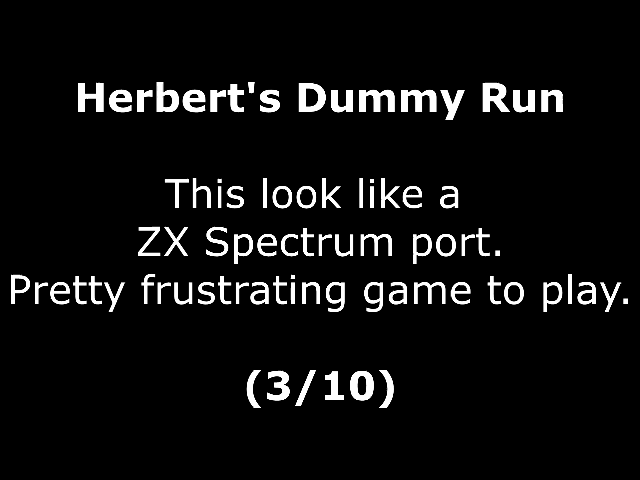 Herbert's Dummy Run
This look like a
ZX Spectrum port.
Pretty frustrating game to play.
(3/10)